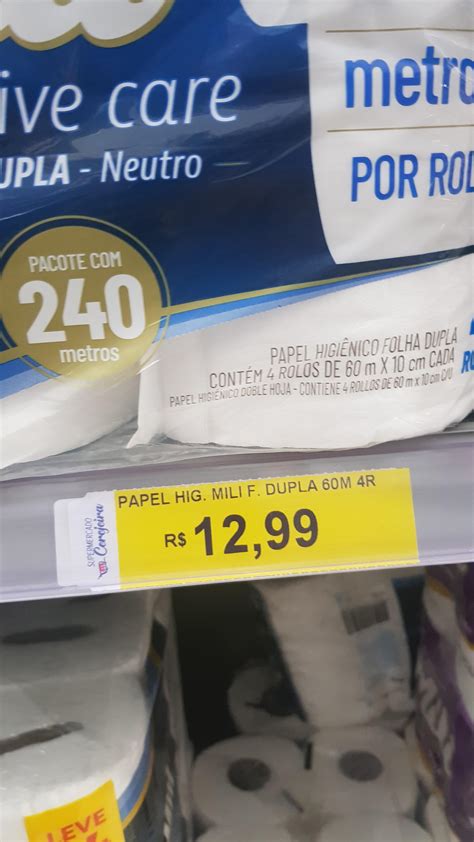 ive care
UPLA - Neutro
metro
POR ROL
PACOTE COM
240
metros
PAPEL HIGIÊNICO FOLHA DUPLA
CONTÉM 4 ROLOS DE 60 m X 10 cm CADA
PAPEL HIGIÉNICO DOBLE HOJA - CONTIENE 4 ROLLOS DE 60 m x 10 cm C/U
SUPERMERCADO
Cerejeira
PAPEL HIG. MILI F. DUPLA 60M 4R
R$ 12,99
LEVE